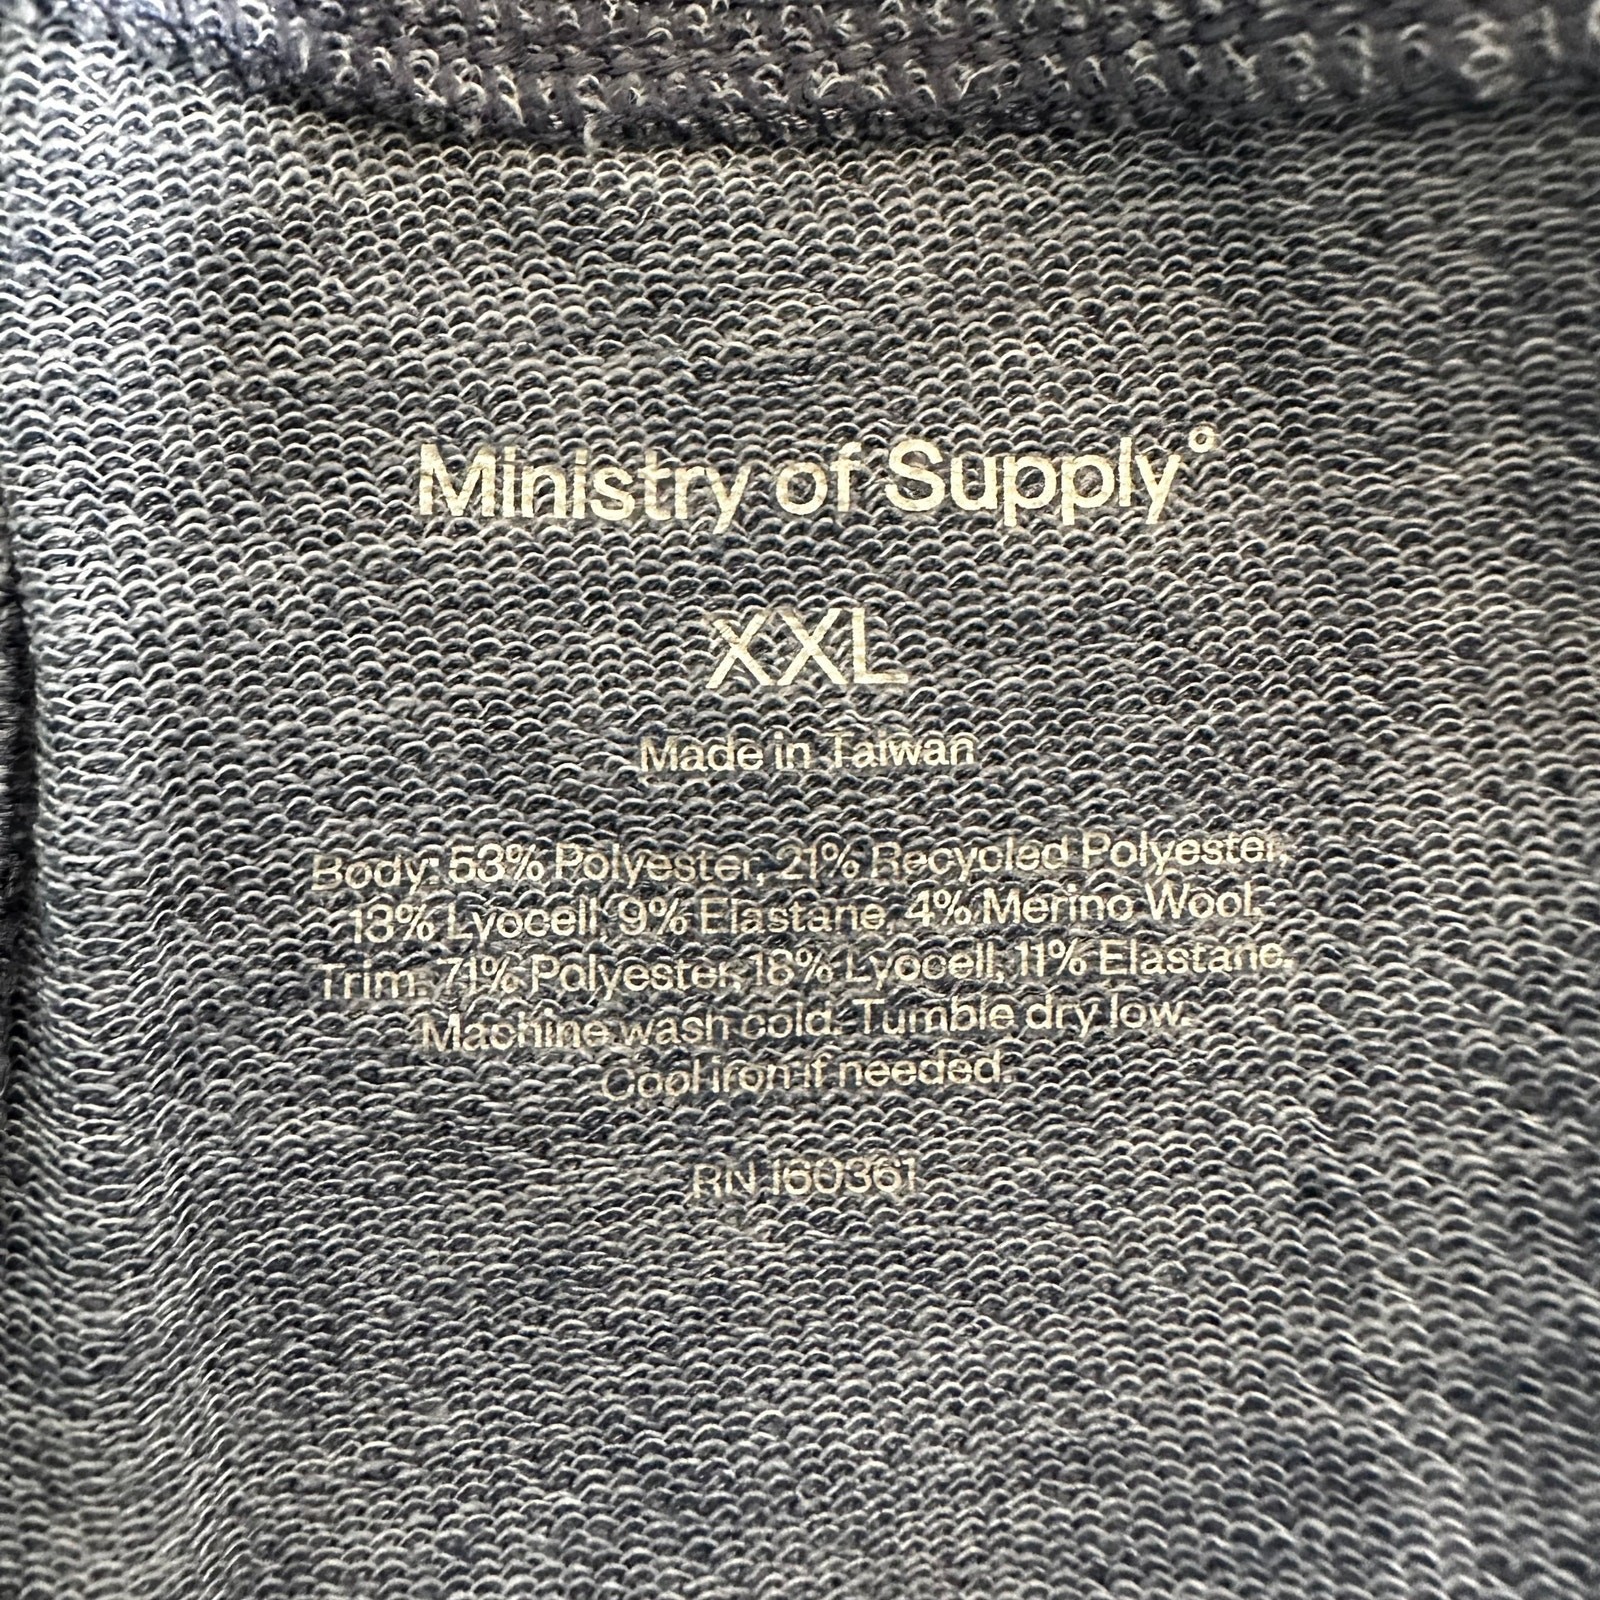 Ministry of Supply°
XXL
Made in Taiwan
Body: 53% Polyester, 21% Recycled Polyester,
13% Lyocell, 9% Elastane, 4% Merino Wool.
Trim: 71% Polyester, 18% Lyocell, 11% Elastane.
Machine wash cold. Tumble dry low.
Cool iron if needed.
RN 160361